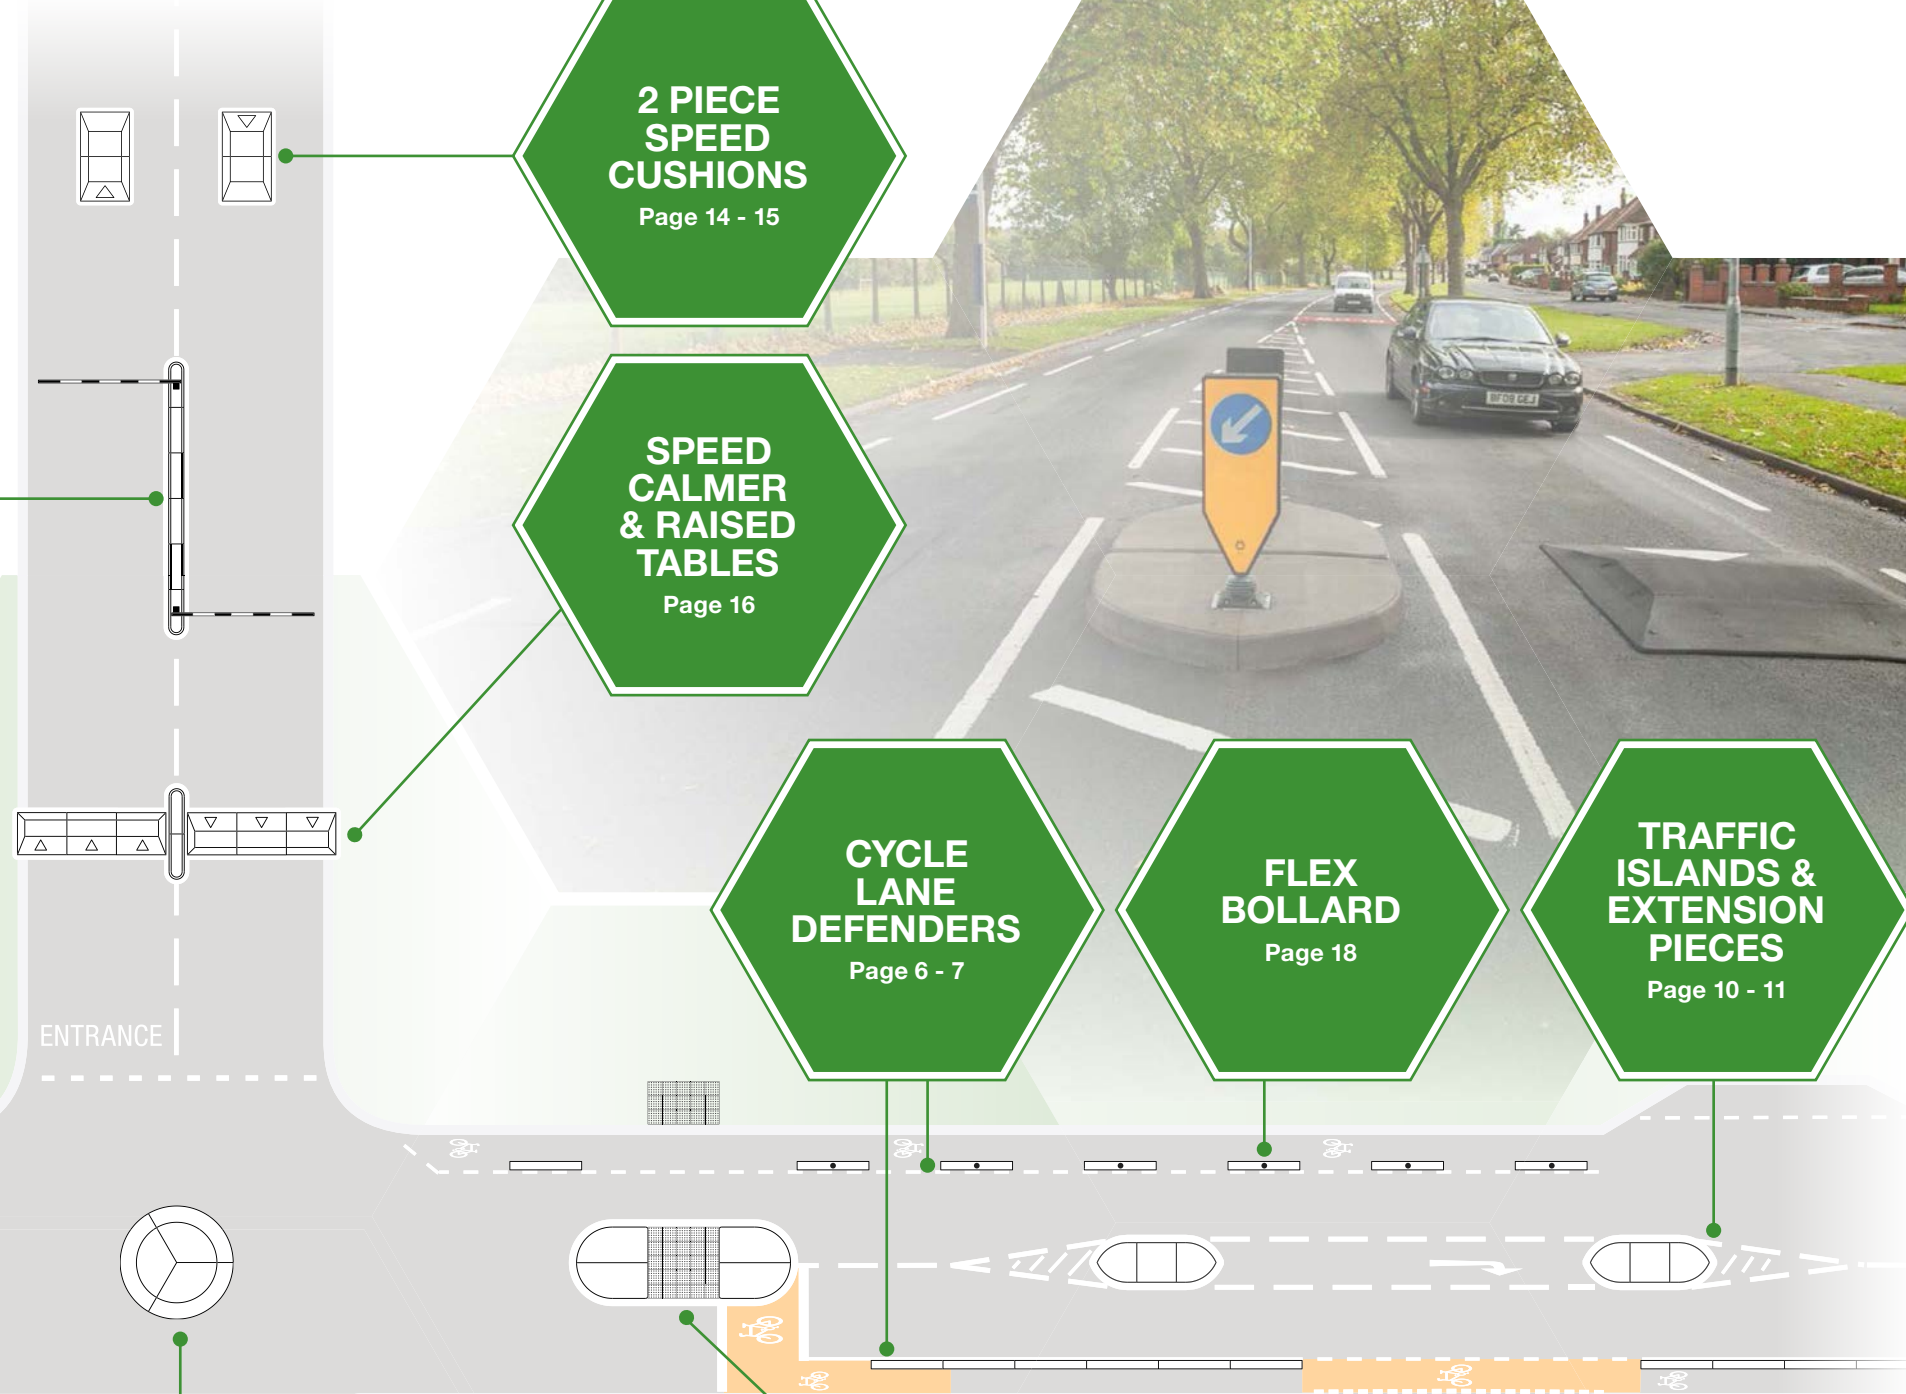 2 PIECE
SPEED
CUSHIONS
Page 14 - 15
SPEED
CALMER
& RAISED
TABLES
Page 16
CYCLE
LANE
DEFENDERS
Page 6 - 7
FLEX
BOLLARD
Page 18
TRAFFIC
ISLANDS &
EXTENSION
PIECES
Page 10 - 11
ENTRANCE